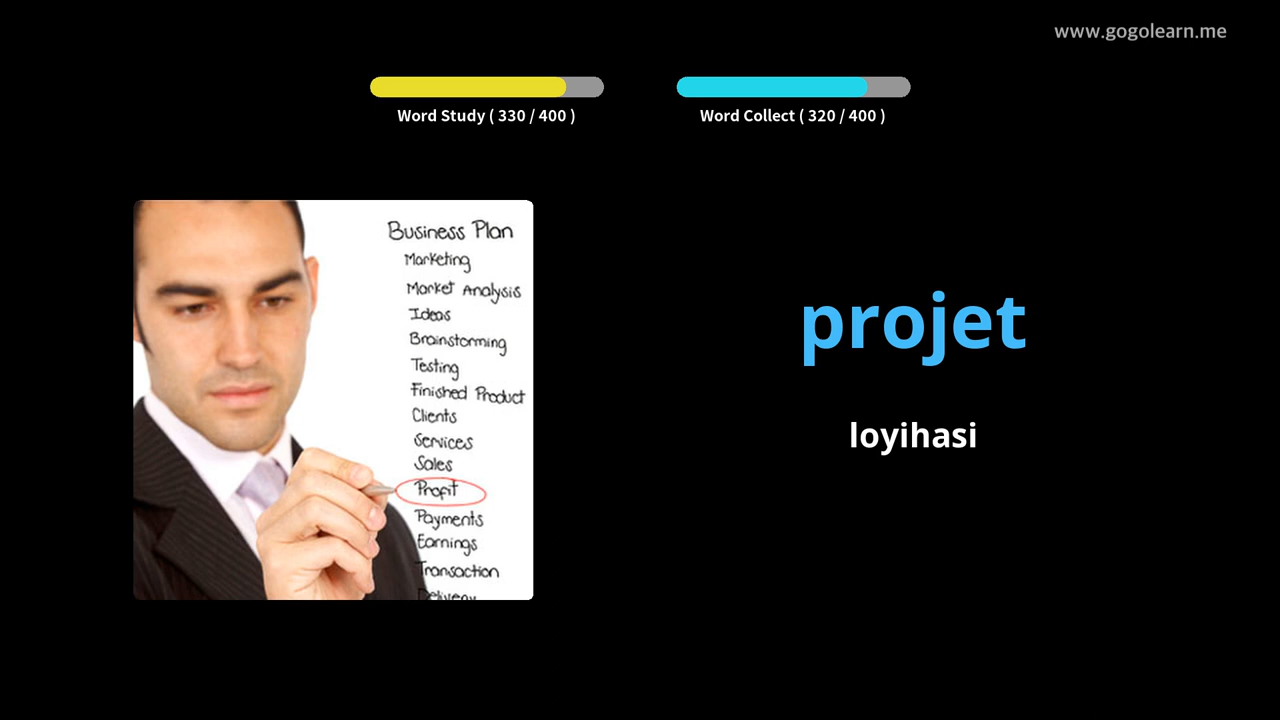 www.gogolearn.me
Word Study ( 330 / 400 )
Word Collect ( 320 / 400 )
Business Plan
Marketing
Market Analysis
Ideas
Brainstorming
Testing
Finished Product
Clients
Services
Sales
Profit
Payments
Earnings
Transaction
Delivery
projet
loyihasi